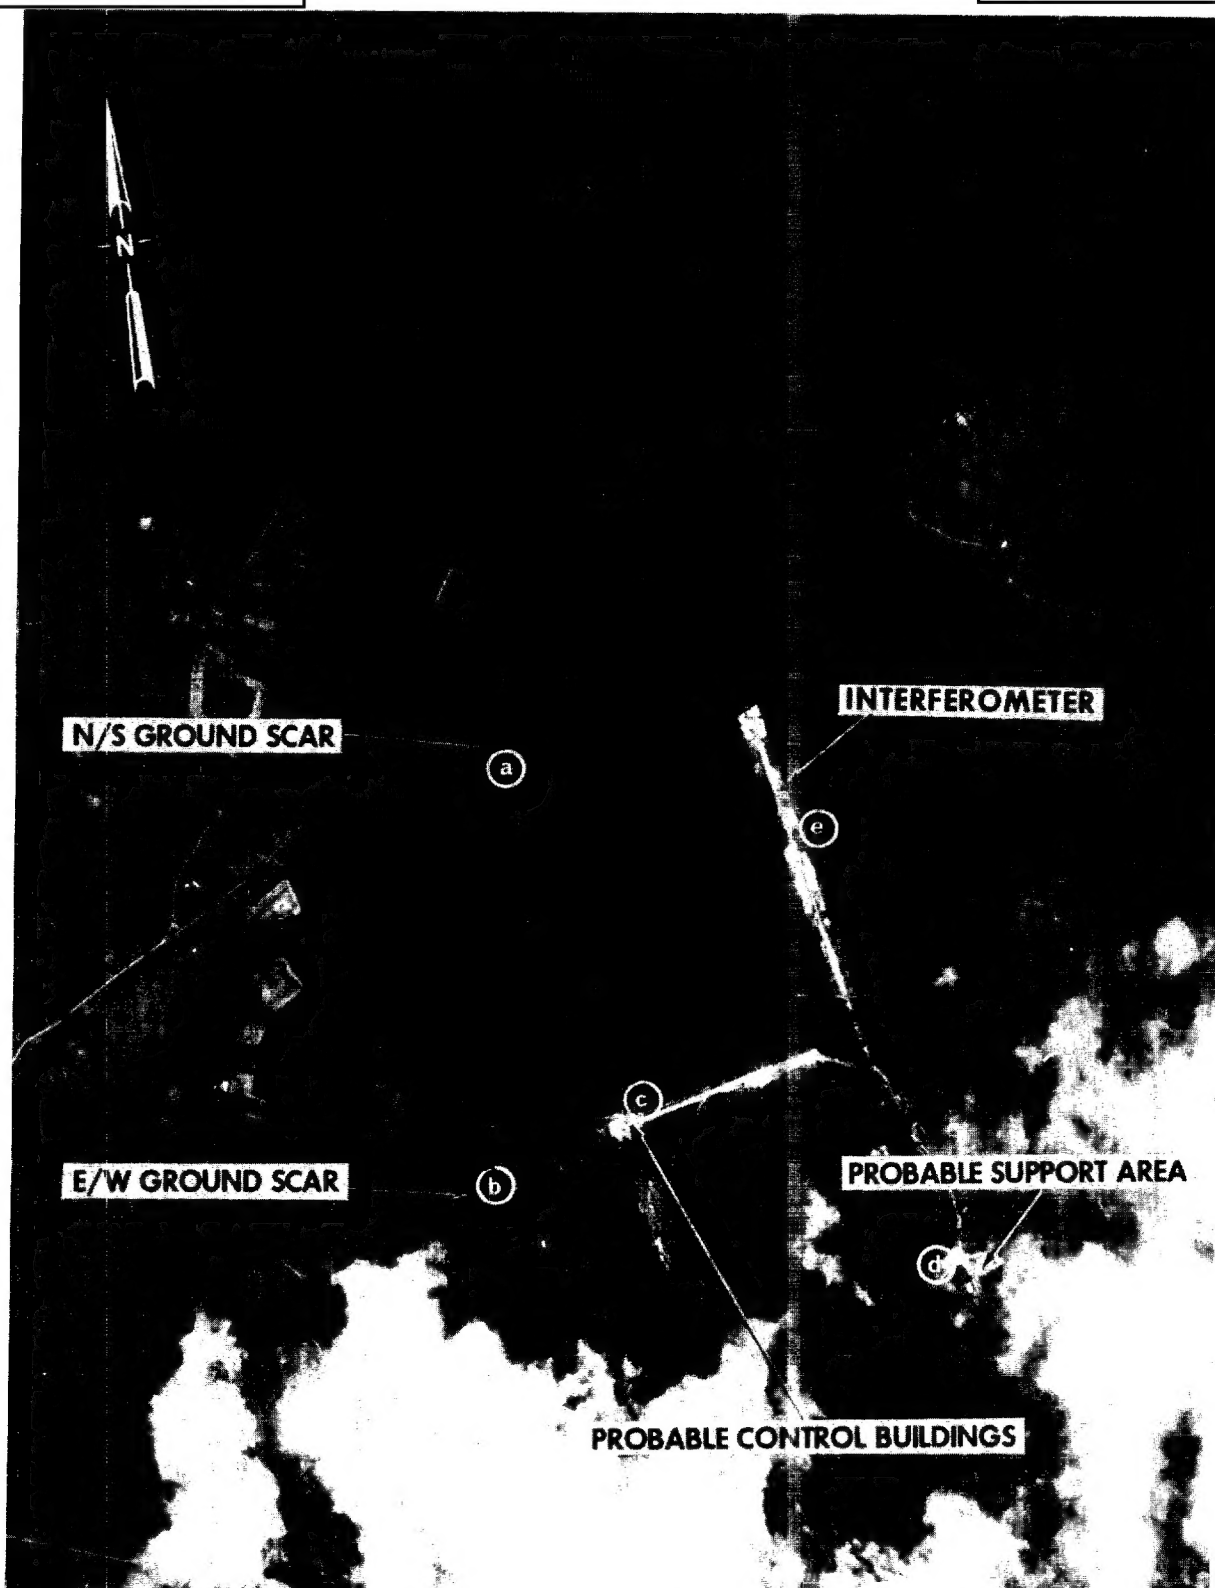 N
INTERFEROMETER
N/S GROUND SCAR
a
e
c
E/W GROUND SCAR
b
PROBABLE SUPPORT AREA
d
PROBABLE CONTROL BUILDINGS